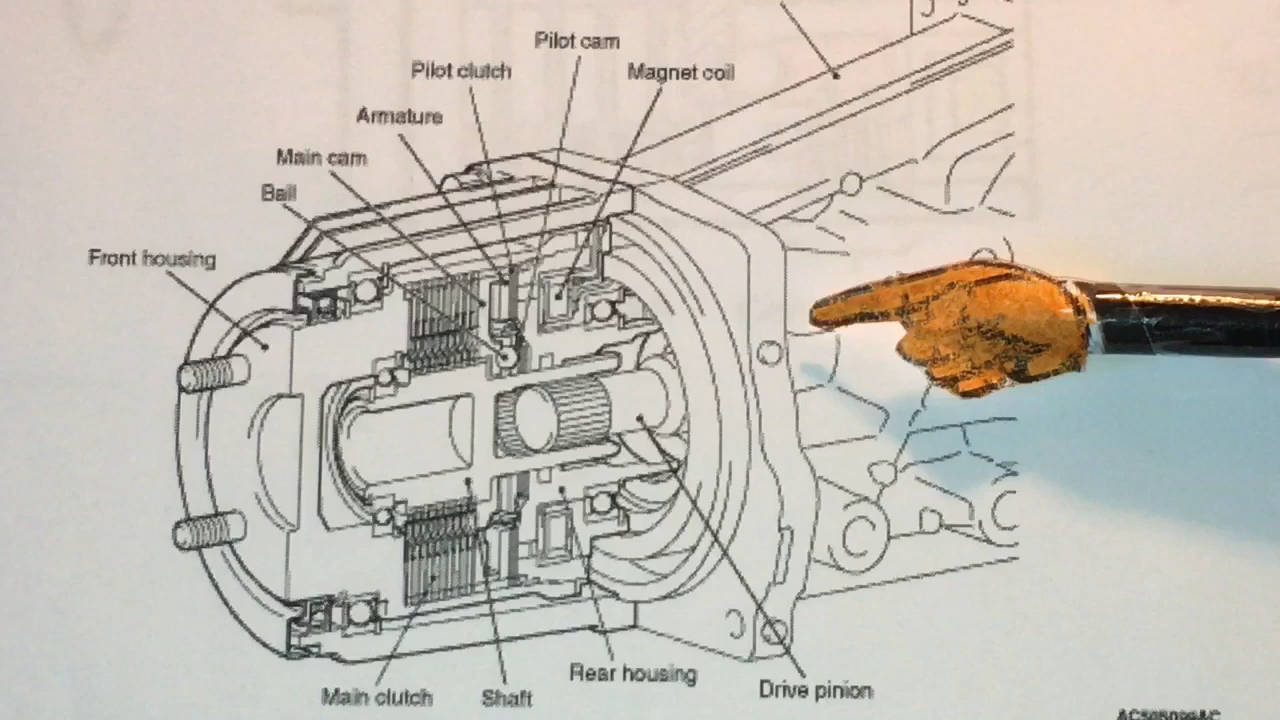 Pilot cam
Pilot clutch
Magnet coil
Armature
Main cam
Ball
Front housing
Rear housing
Main clutch
Shaft
Drive pinion